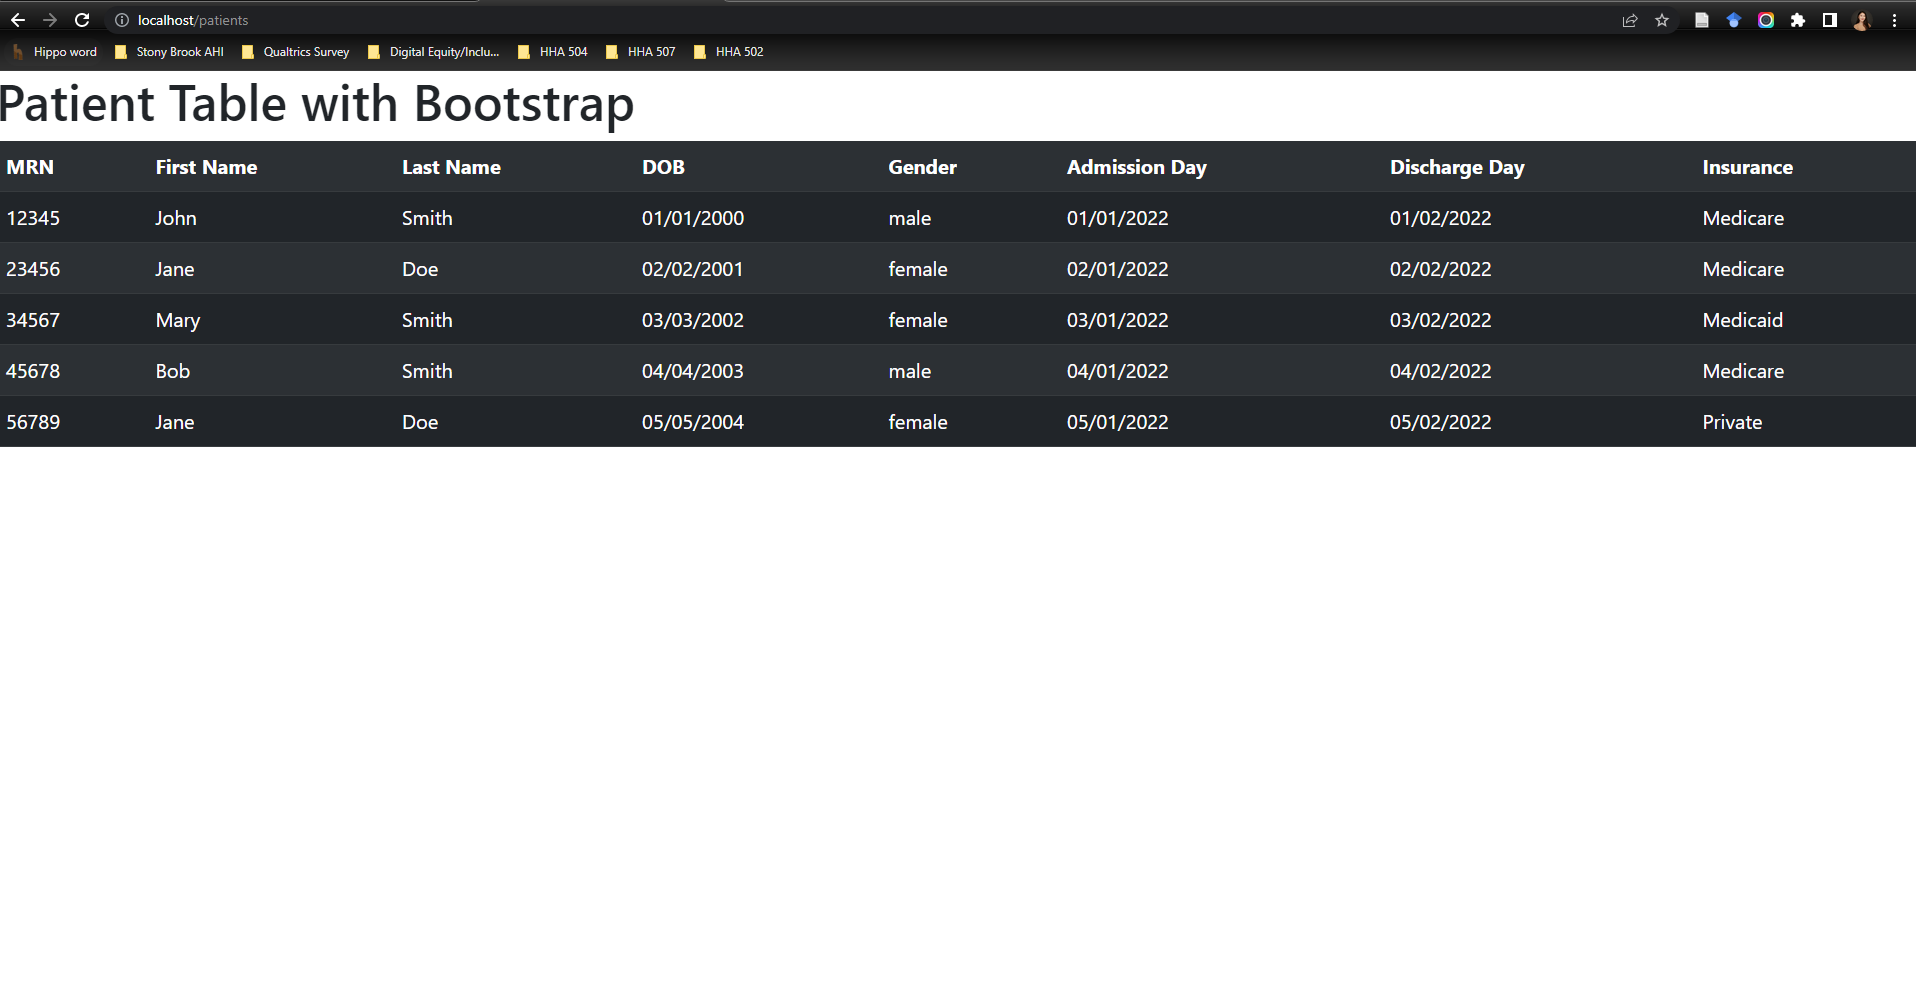 localhost/patients
Hippo word Stony Brook AHI Qualtrics Survey Digital Equity/Inclu... HHA 504 HHA 507 HHA 502
Patient Table with Bootstrap
MRN First Name Last Name DOB Gender Admission Day Discharge Day Insurance
12345 John Smith 01/01/2000 male 01/01/2022 01/02/2022 Medicare
23456 Jane Doe 02/02/2001 female 02/01/2022 02/02/2022 Medicare
34567 Mary Smith 03/03/2002 female 03/01/2022 03/02/2022 Medicaid
45678 Bob Smith 04/04/2003 male 04/01/2022 04/02/2022 Medicare
56789 Jane Doe 05/05/2004 female 05/01/2022 05/02/2022 Private